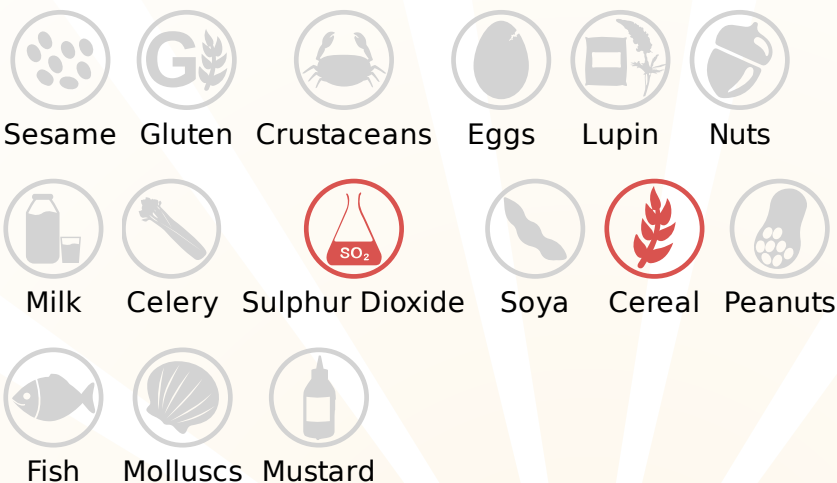 G
Sesame Gluten Crustaceans Eggs Lupin Nuts
SO₂
Milk Celery Sulphur Dioxide Soya Cereal Peanuts
Fish Molluscs Mustard